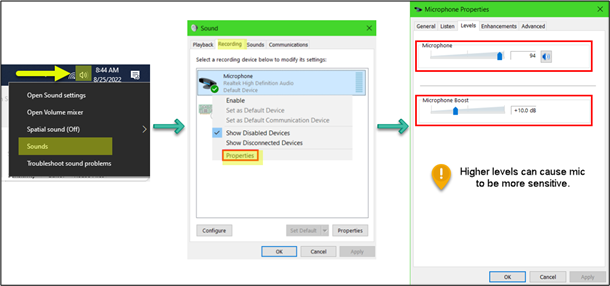 8:44 AM
8/25/2022
Open Sound settings
Open Volume mixer
Spatial sound (Off)
Sounds
Troubleshoot sound problems
Sound
Playback Recording Sounds Communications
Select a recording device below to modify its settings:
Microphone
Realtek High Definition Audio
Default Device
Enable
Set as Default Device
Set as Default Communication Device
Show Disabled Devices
Show Disconnected Devices
Properties
Configure Set Default Properties
OK Cancel Apply
Microphone Properties
General Listen Levels Enhancements Advanced
Microphone
94
Microphone Boost
+10.0 dB
Higher levels can cause mic
to be more sensitive.
OK Cancel Apply